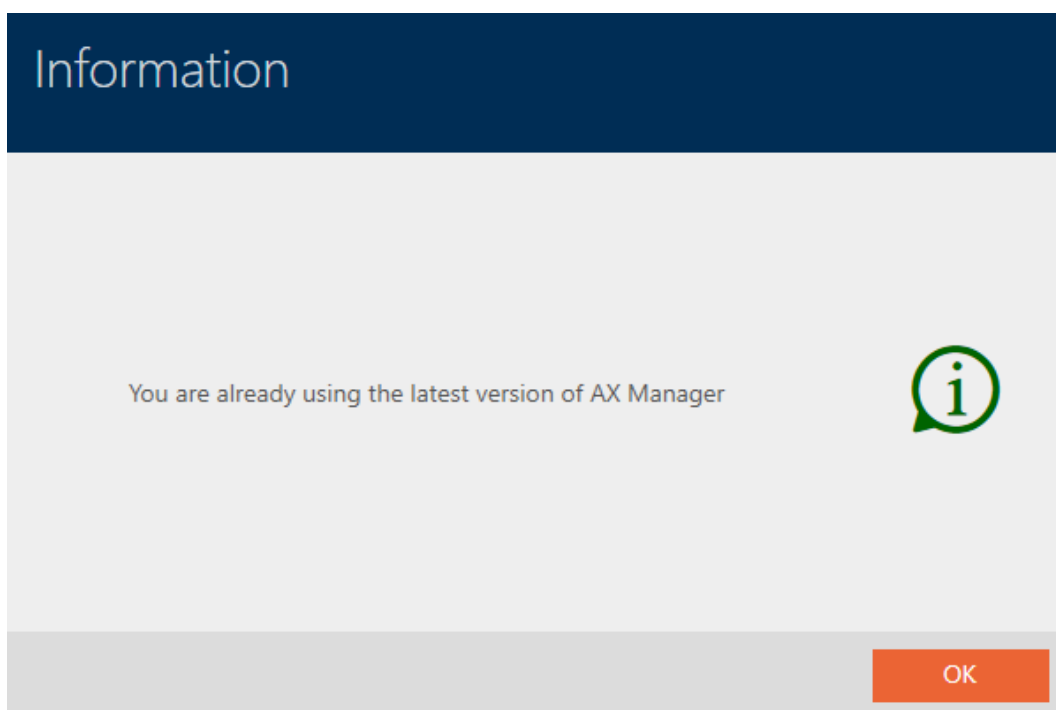 Information
You are already using the latest version of AX Manager
i
OK